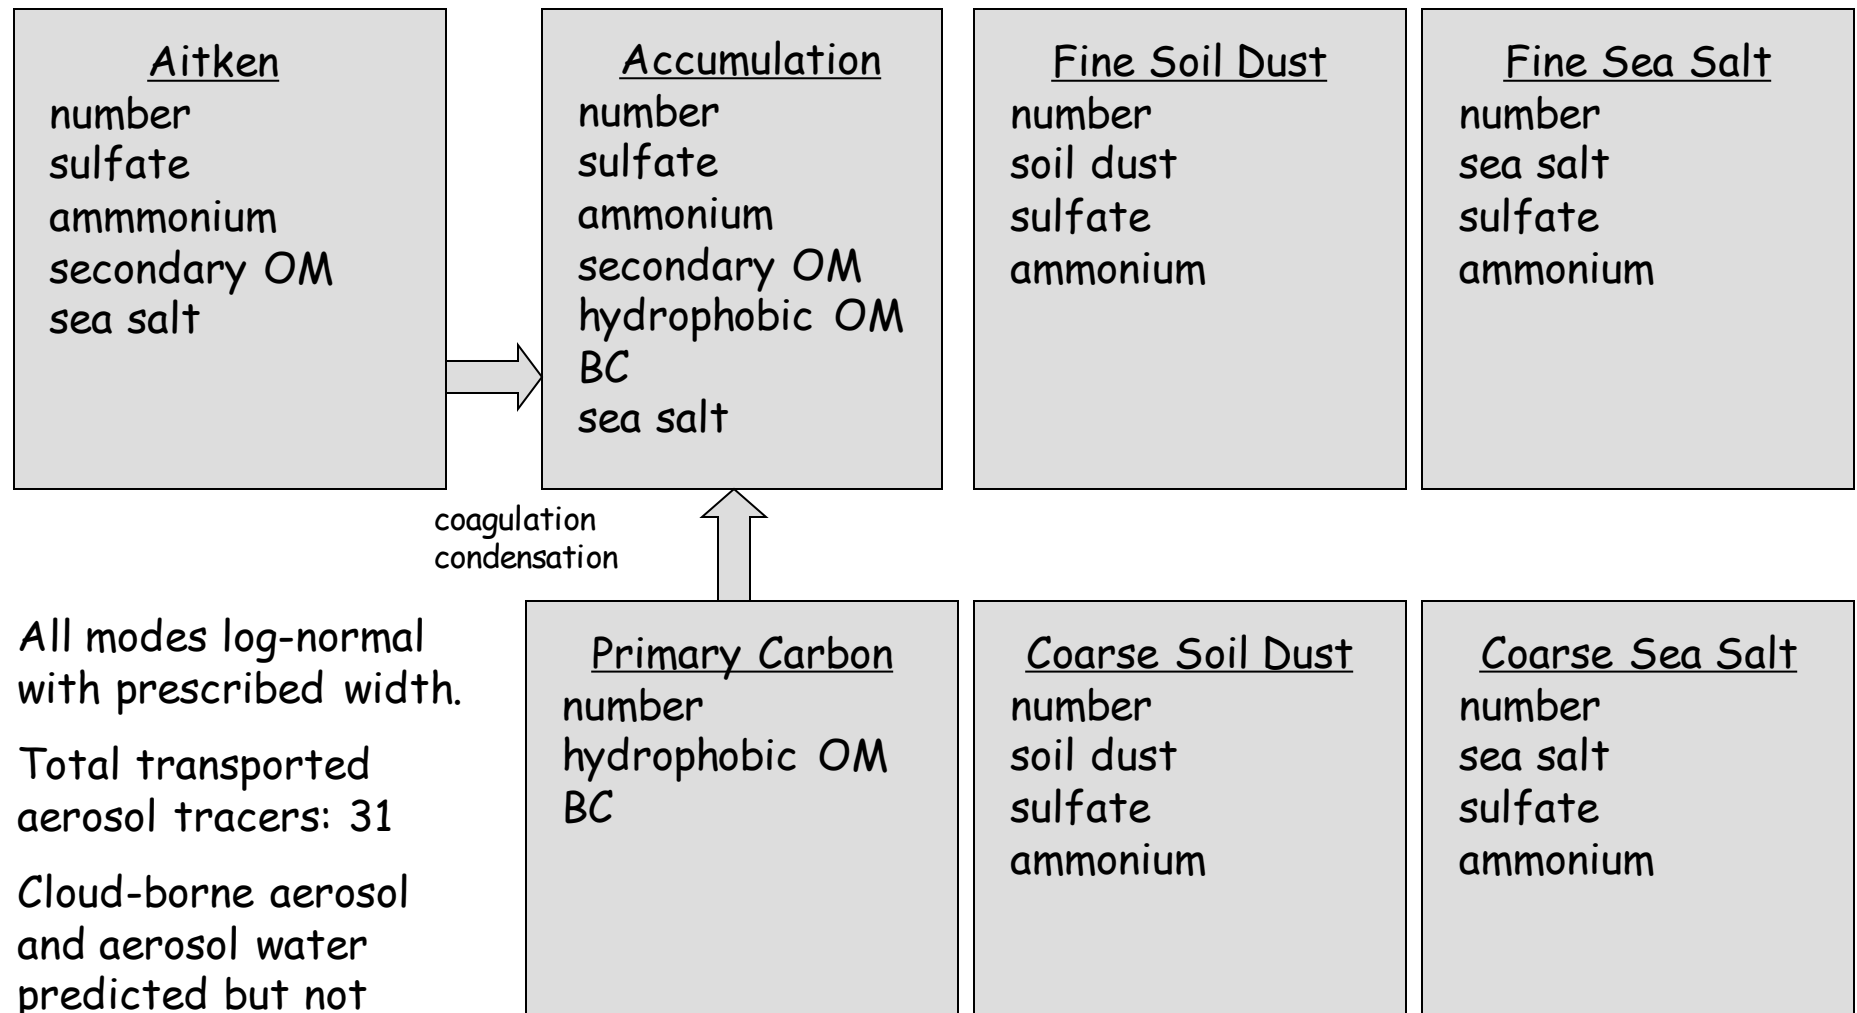 Aitken
number
sulfate
ammmonium
secondary OM
sea salt
Accumulation
number
sulfate
ammonium
secondary OM
hydrophobic OM
BC
sea salt
Fine Soil Dust
number
soil dust
sulfate
ammonium
Fine Sea Salt
number
sea salt
sulfate
ammonium
coagulation
condensation
All modes log-normal
with prescribed width.
Total transported
aerosol tracers: 31
Cloud-borne aerosol
and aerosol water
predicted but not
Primary Carbon
number
hydrophobic OM
BC
Coarse Soil Dust
number
soil dust
sulfate
ammonium
Coarse Sea Salt
number
sea salt
sulfate
ammonium